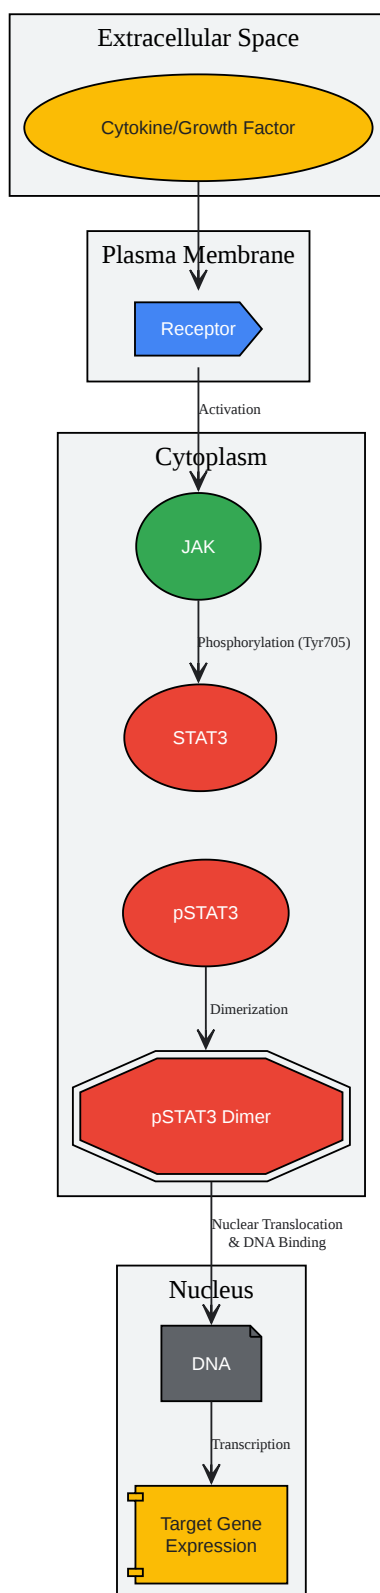 Extracellular Space
Cytokine/Growth Factor
Plasma Membrane
Receptor
Activation
Cytoplasm
JAK
Phosphorylation (Tyr705)
STAT3
pSTAT3
Dimerization
pSTAT3 Dimer
Nuclear Translocation
& DNA Binding
Nucleus
DNA
Transcription
Target Gene
Expression